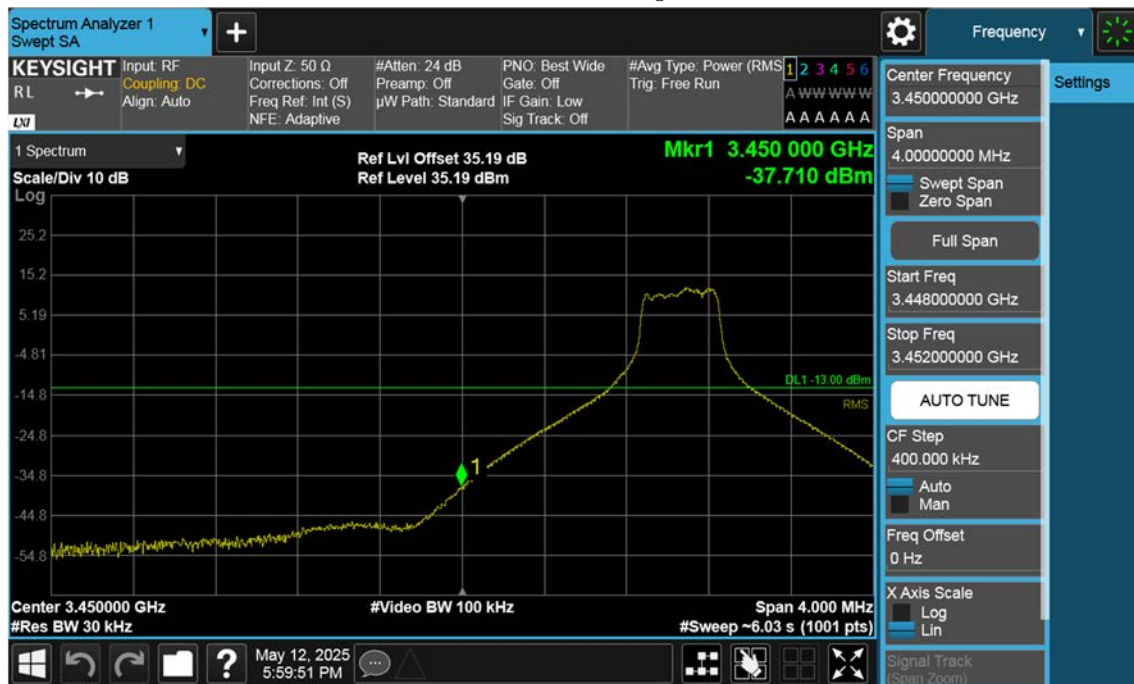 Spectrum Analyzer 1
Swept SA
+
Frequency
KEYSIGHT
RL
LXI
Input: RF
Coupling: DC
Align: Auto
Input Z: 50 Ω
Corrections: Off
Freq Ref: Int (S)
NFE: Adaptive
#Atten: 24 dB
Preamp: Off
µW Path: Standard
PNO: Best Wide
Gate: Off
IF Gain: Low
Sig Track: Off
#Avg Type: Power (RMS
Trig: Free Run
1 2 3 4 5 6
A W W W W W
A A A A A A
1 Spectrum
Scale/Div 10 dB
Log
Ref Lvl Offset 35.19 dB
Ref Level 35.19 dBm
Mkr1 3.450 000 GHz
-37.710 dBm
25.2
15.2
5.19
-4.81
-14.8
-24.8
-34.8
-44.8
-54.8
DL1 -13.00 dBm
RMS
1
Center 3.450000 GHz
#Res BW 30 kHz
#Video BW 100 kHz
Span 4.000 MHz
#Sweep ~6.03 s (1001 pts)
Center Frequency
3.450000000 GHz
Span
4.00000000 MHz
Swept Span
Zero Span
Full Span
Start Freq
3.448000000 GHz
Stop Freq
3.452000000 GHz
AUTO TUNE
CF Step
400.000 kHz
Auto
Man
Freq Offset
0 Hz
X Axis Scale
Log
Lin
Signal Track
(Span Zoom)
Settings
?
May 12, 2025
5:59:51 PM